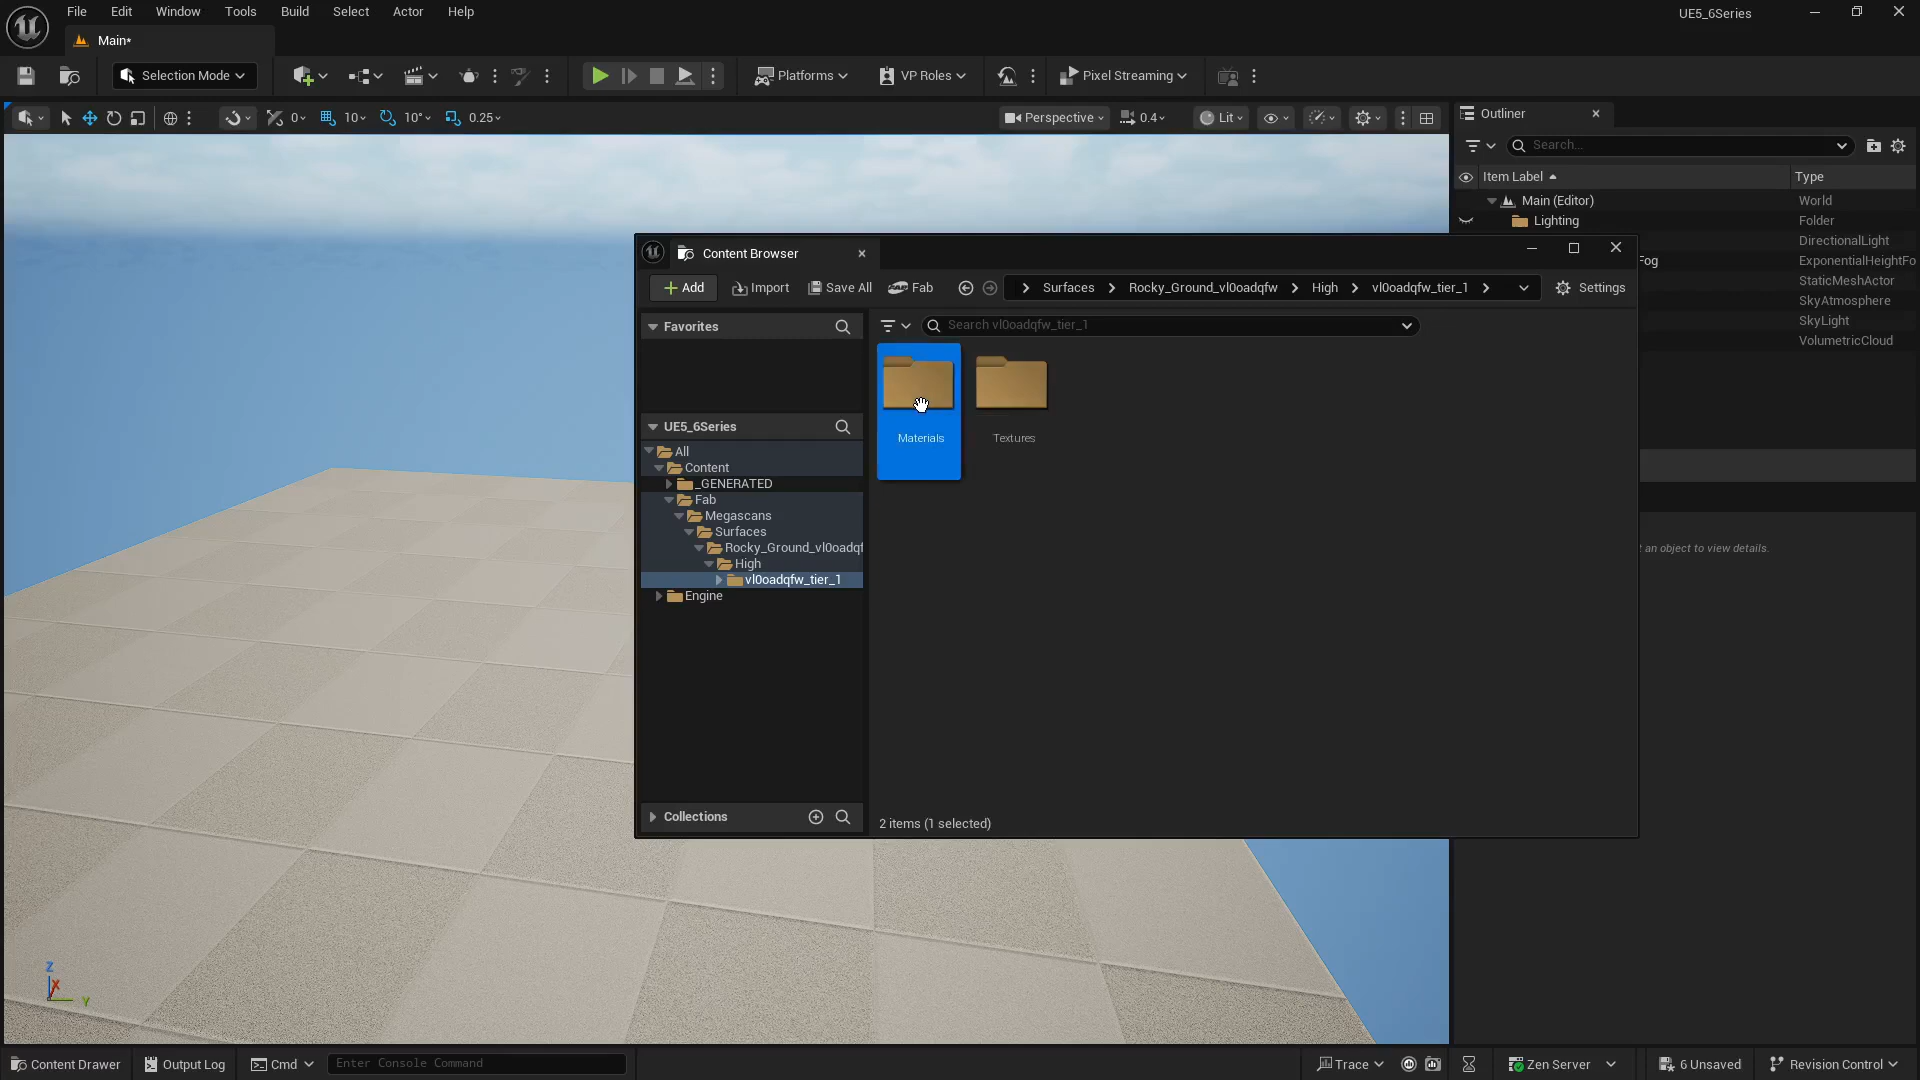 File Edit Window Tools Build Select Actor Help
UE5_6Series
Main*
Selection Mode
Platforms
VP Roles
Pixel Streaming
0
10
10°
0.25
Perspective
0.4
Lit
Outliner
Search...
Item Label
Type
Main (Editor)
World
Lighting
Folder
DirectionalLight
Fog
ExponentialHeightFo
StaticMeshActor
SkyAtmosphere
SkyLight
VolumetricCloud
t an object to view details.
Content Browser
Add
Import
Save All
Fab
Surfaces
Rocky_Ground_vl0oadqfw
High
vl0oadqfw_tier_1
Settings
Favorites
Search vl0oadqfw_tier_1
Materials
Textures
UE5_6Series
All
Content
_GENERATED
Fab
Megascans
Surfaces
Rocky_Ground_vl0oadqf
High
vl0oadqfw_tier_1
Engine
Collections
2 items (1 selected)
Z
X
Y
Content Drawer
Output Log
Cmd
Enter Console Command
Trace
Zen Server
6 Unsaved
Revision Control